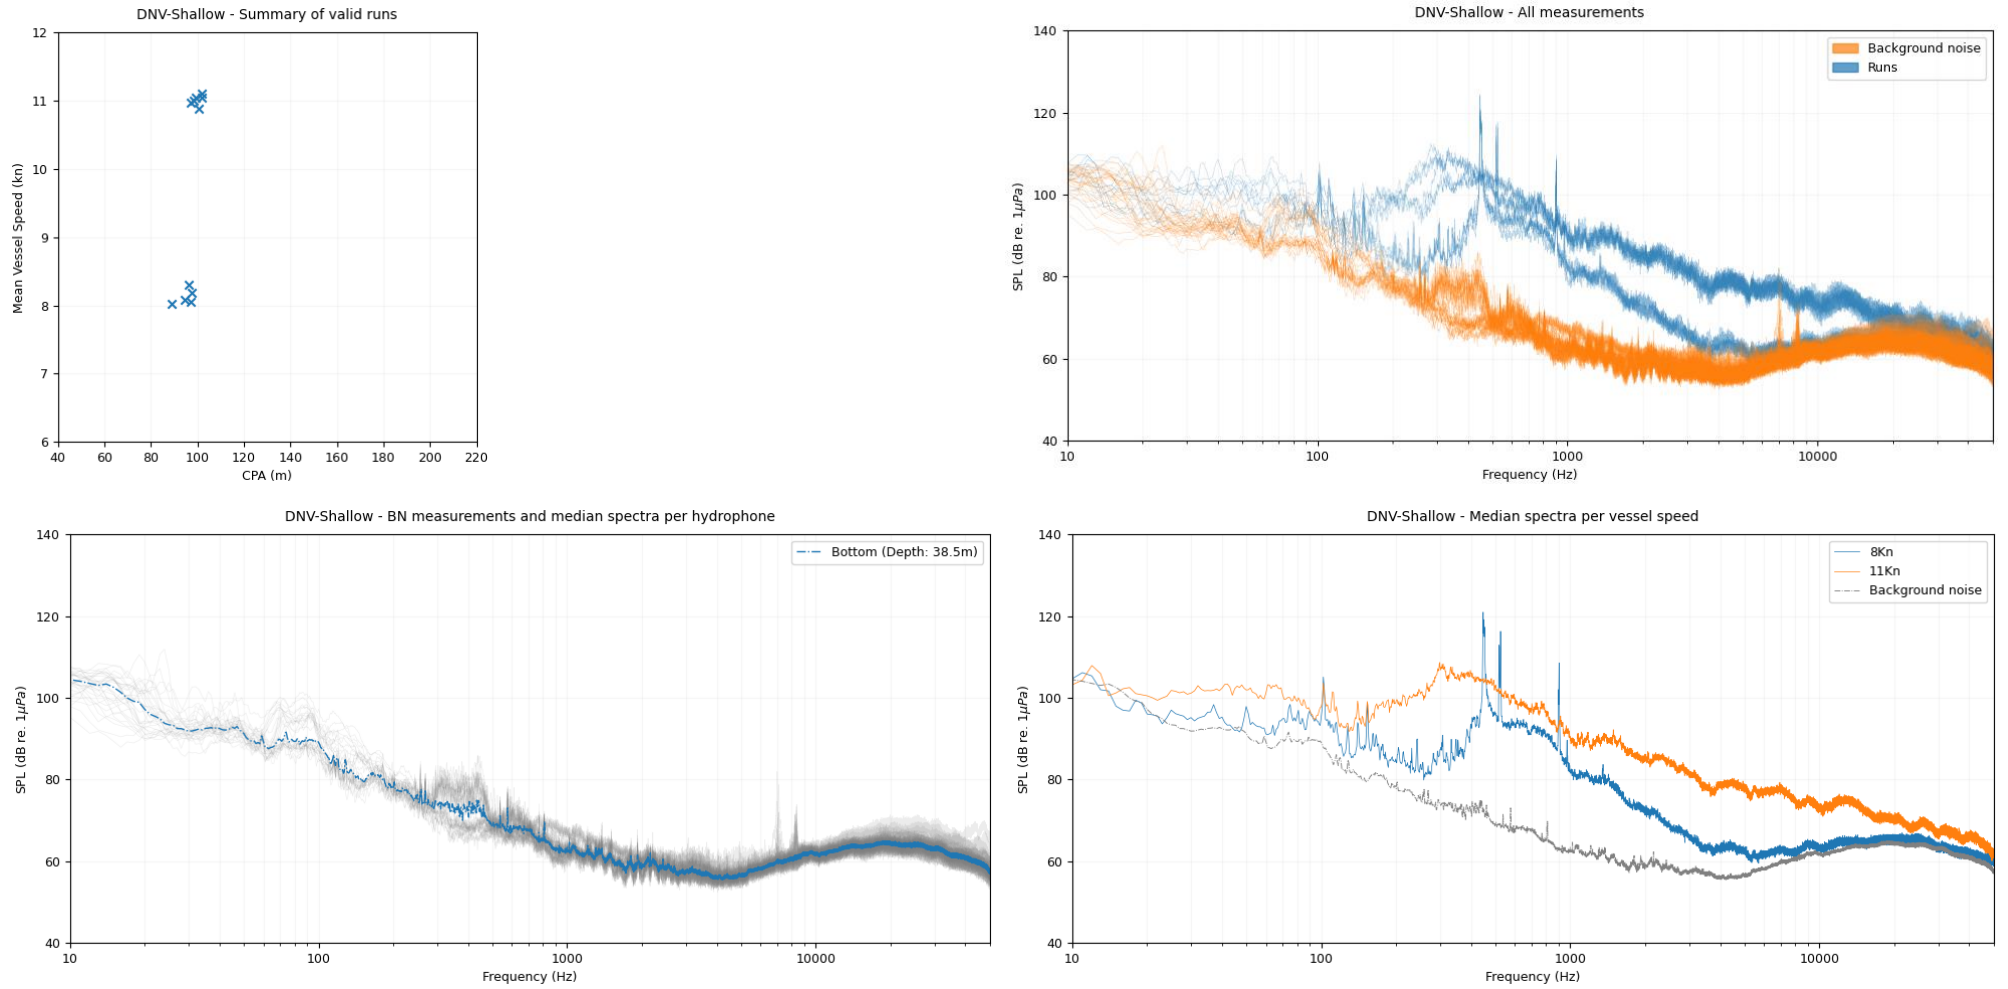 DNV-Shallow - Summary of valid runs
12
11
10
9
8
7
6
Mean Vessel Speed (kn)
40 60 80 100 120 140 160 180 200 220
CPA (m)
DNV-Shallow - All measurements
140
120
100
80
60
40
SPL (dB re. 1µPa)
Background noise
Runs
10 100 1000 10000
Frequency (Hz)
DNV-Shallow - BN measurements and median spectra per hydrophone
140
120
100
80
60
40
SPL (dB re. 1µPa)
Bottom (Depth: 38.5m)
10 100 1000 10000
Frequency (Hz)
DNV-Shallow - Median spectra per vessel speed
140
120
100
80
60
40
SPL (dB re. 1µPa)
8Kn
11Kn
Background noise
10 100 1000 10000
Frequency (Hz)